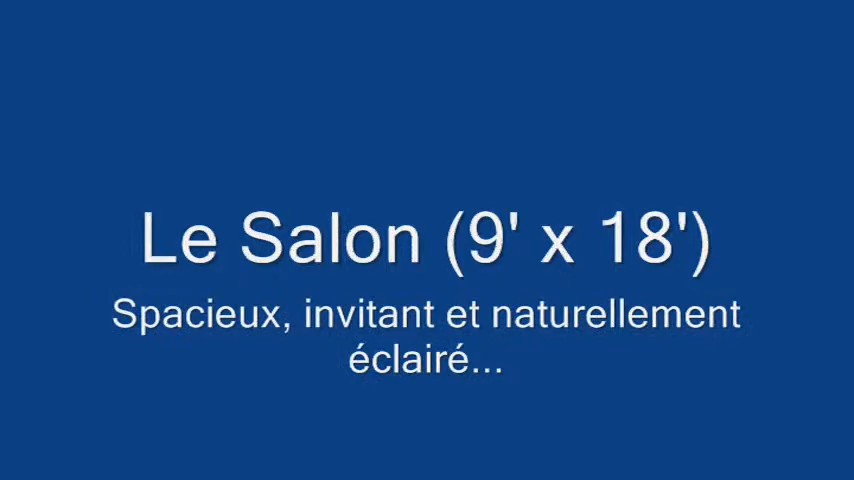 Le Salon (9' x 18')
Spacieux, invitant et naturellement
éclairé...